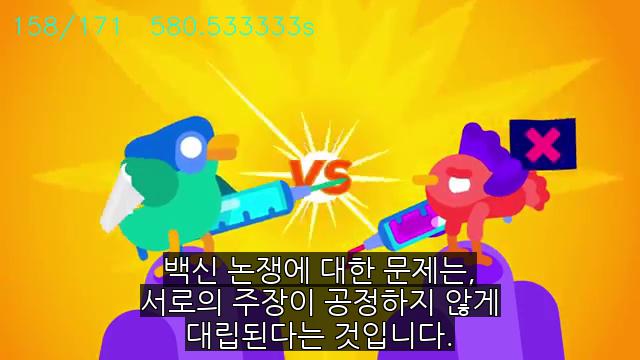 158/171 580.533333s
VS
백신 논쟁에 대한 문제는,
서로의 주장이 공정하지 않게
대립된다는 것입니다.